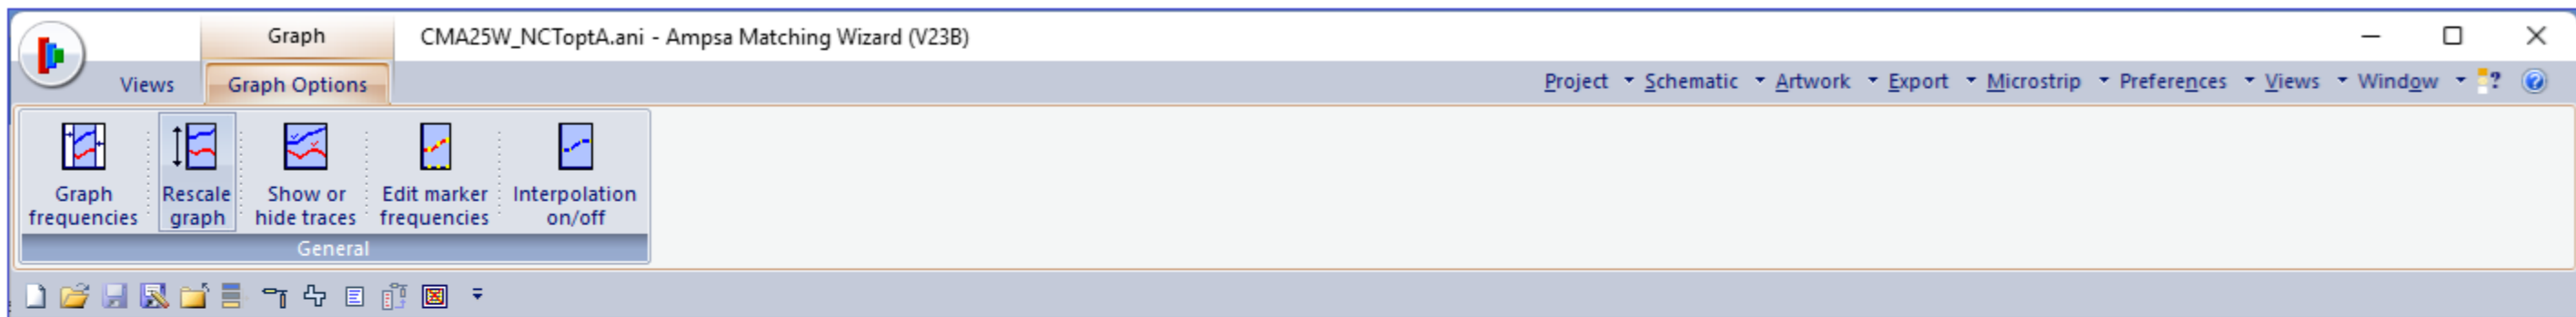 Graph
CMA25W_NCToptA.ani - Ampsa Matching Wizard (V23B)
Views
Graph Options
Project Schematic Artwork Export Microstrip Preferences Views Window ?
Graph
frequencies
Rescale
graph
Show or
hide traces
Edit marker
frequencies
Interpolation
on/off
General